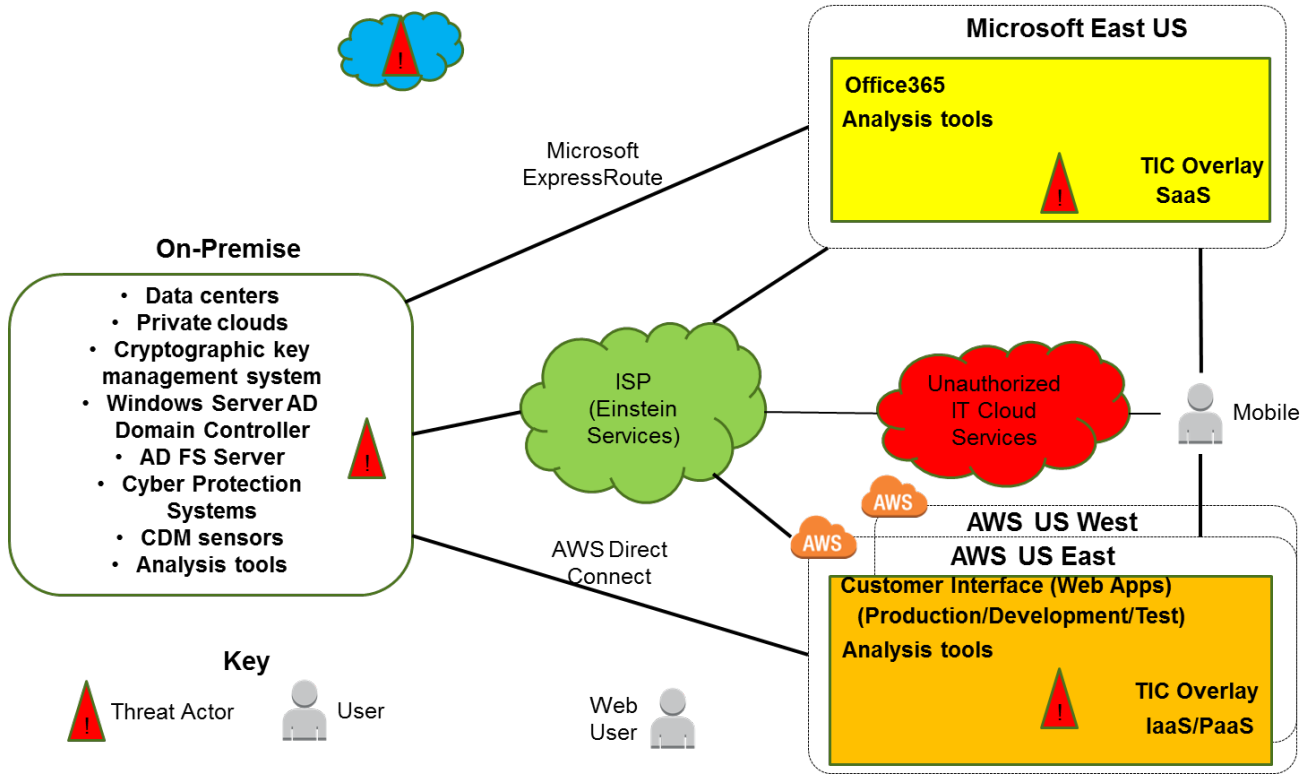 !
Microsoft East US
Office365
Analysis tools
!
TIC Overlay
SaaS
Microsoft
ExpressRoute
On-Premise
• Data centers
• Private clouds
• Cryptographic key
management system
• Windows Server AD
Domain Controller
• AD FS Server
• Cyber Protection
Systems
• CDM sensors
• Analysis tools
!
ISP
(Einstein
Services)
Unauthorized
IT Cloud
Services
Mobile
AWS
AWS
AWS US West
AWS US East
AWS Direct
Connect
Customer Interface (Web Apps)
(Production/Development/Test)
Analysis tools
!
TIC Overlay
IaaS/PaaS
Key
!
Threat Actor
User
Web
User